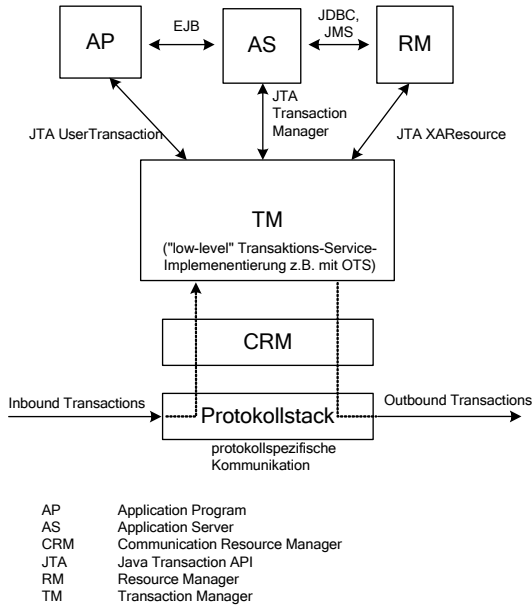 AP
EJB
AS
JDBC,
JMS
RM
JTA UserTransaction
JTA
Transaction
Manager
JTA XAResource
TM
("low-level" Transaktions-Service-
Implemenentierung z.B. mit OTS)
CRM
Inbound Transactions
Protokollstack
Outbound Transactions
protokollspezifische
Kommunikation
AP Application Program
AS Application Server
CRM Communication Resource Manager
JTA Java Transaction API
RM Resource Manager
TM Transaction Manager